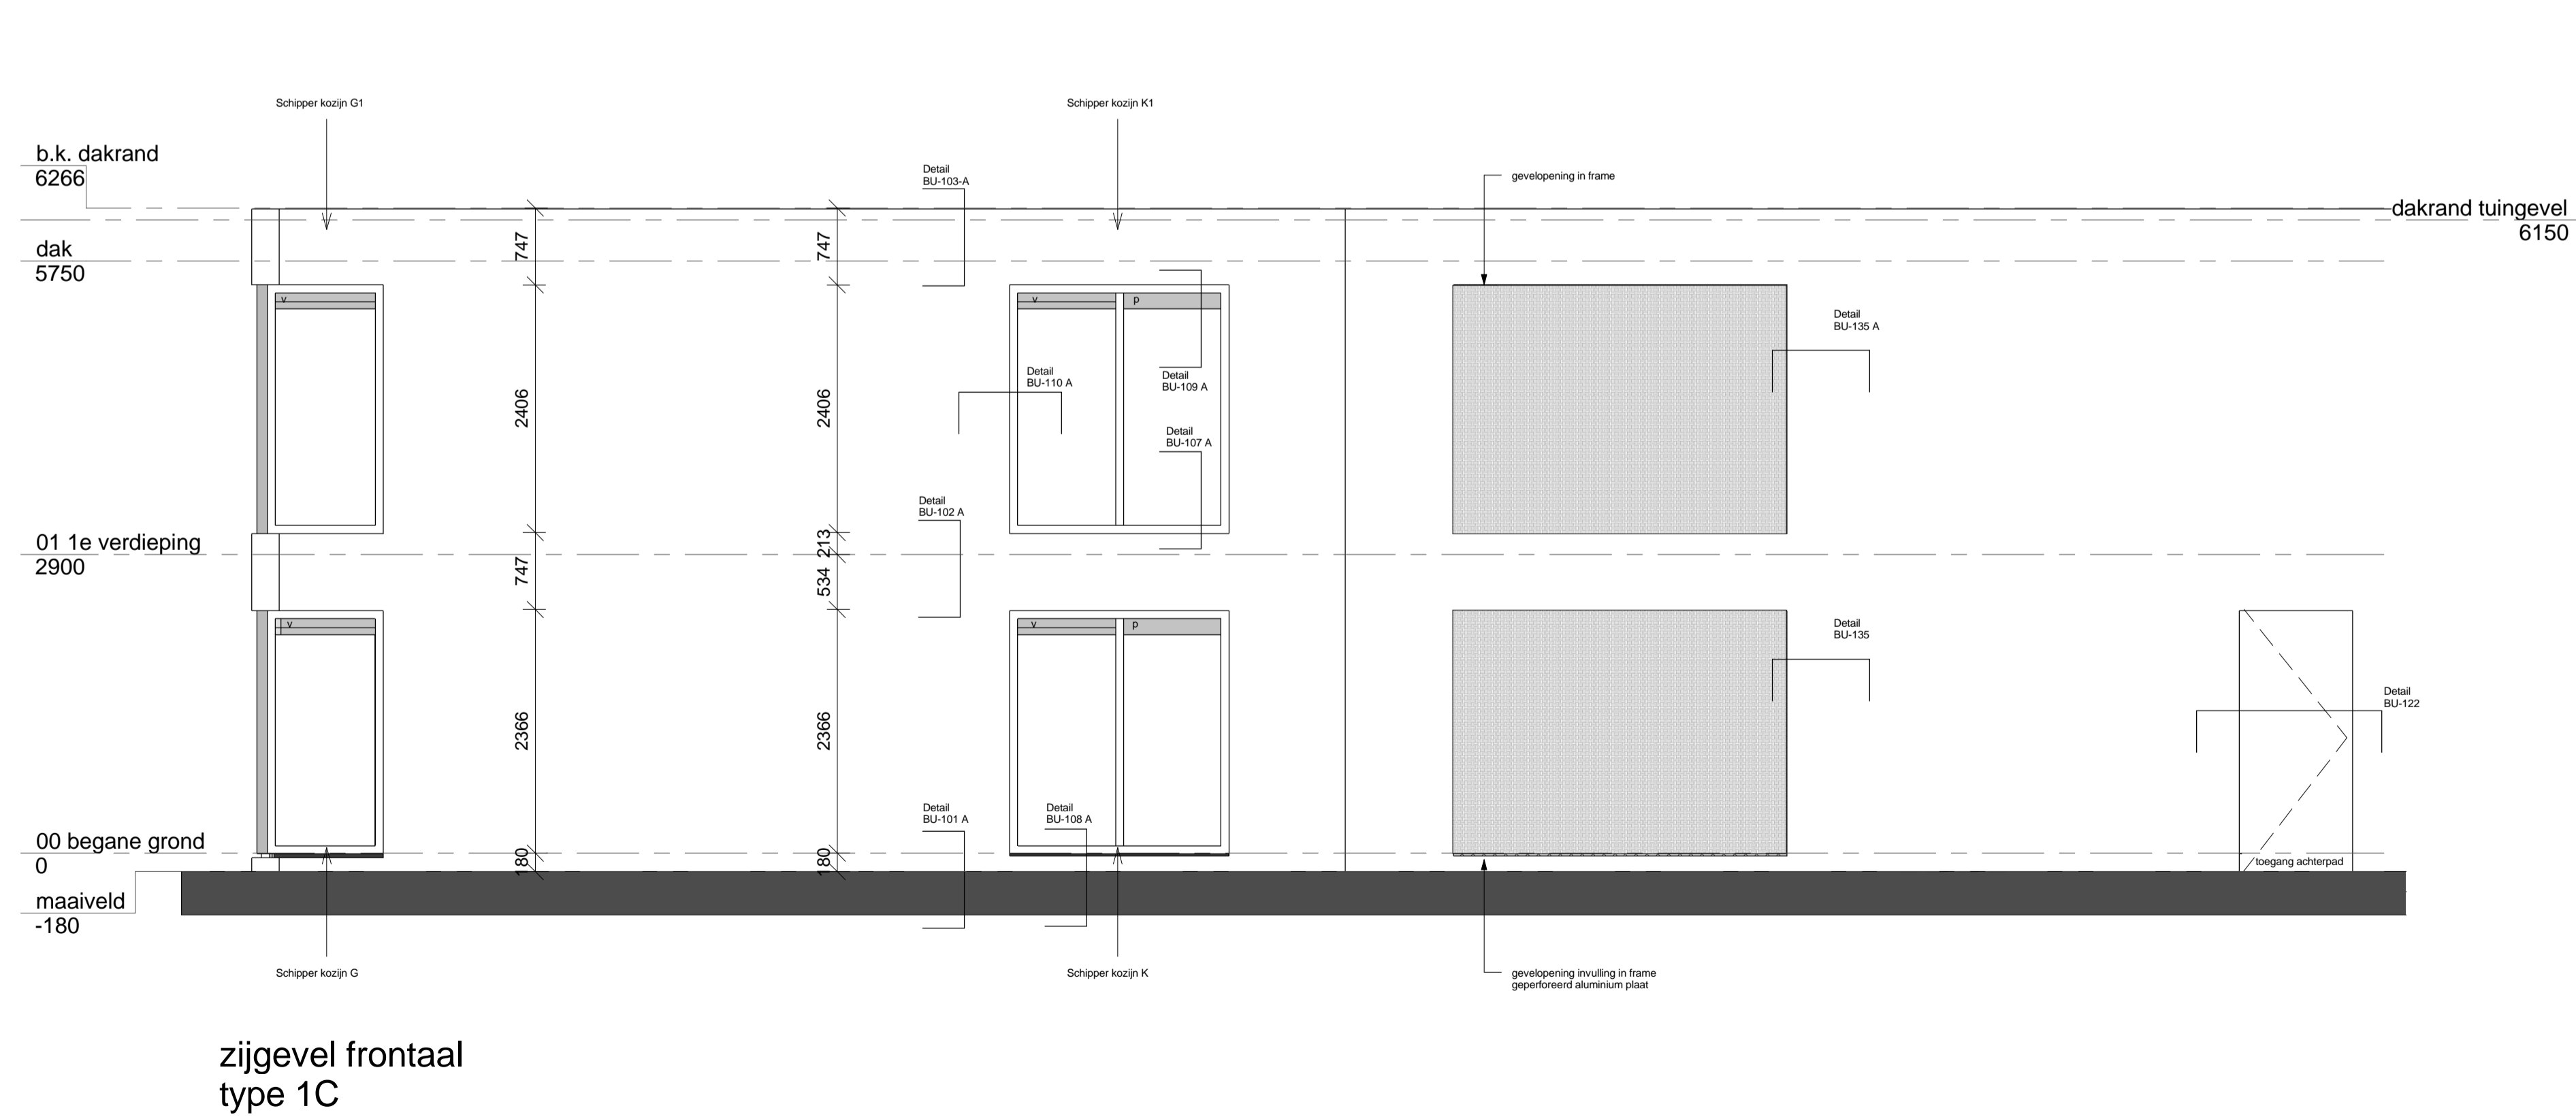 Schipper kozijn G1
Schipper kozijn K1
b.k. dakrand
6266
Detail
BU-103-A
gevelopening in frame
dakrand tuingevel
6150
dak
5750
747
747
v
v
p
Detail
BU-135 A
Detail
BU-110 A
Detail
BU-109 A
2406
2406
Detail
BU-107 A
Detail
BU-102 A
01 1e verdieping
2900
213
747
534
v
v
p
Detail
BU-135
Detail
BU-122
2366
2366
Detail
BU-101 A
Detail
BU-108 A
00 begane grond
0
180
180
toegang achterpad
maaiveld
-180
Schipper kozijn G
Schipper kozijn K
gevelopening invulling in frame
geperforeerd aluminium plaat
zijgevel frontaal
type 1C